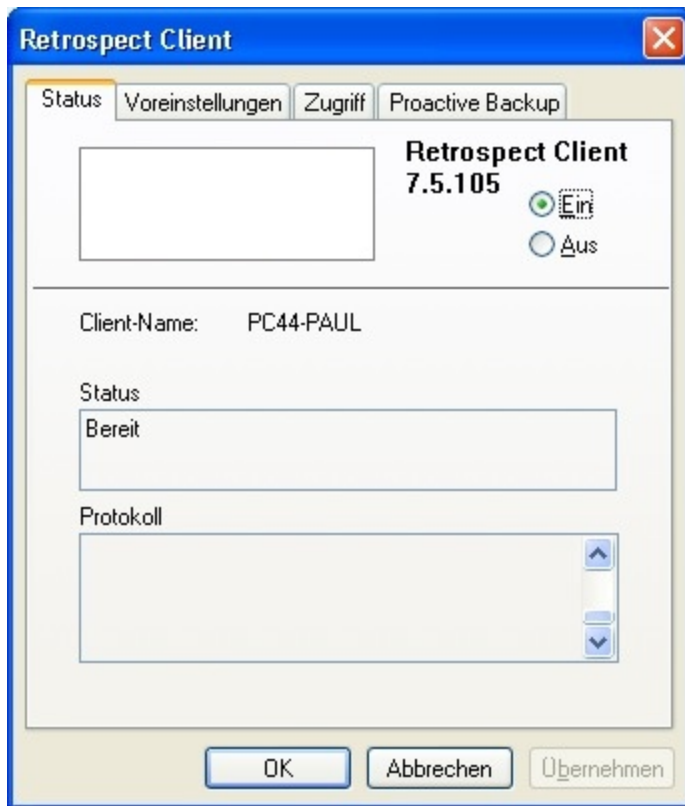 Retrospect Client
Status
Voreinstellungen
Zugriff
Proactive Backup
Retrospect Client
7.5.105
Ein
Aus
Client-Name: PC44-PAUL
Status
Bereit
Protokoll
OK
Abbrechen
Übernehmen